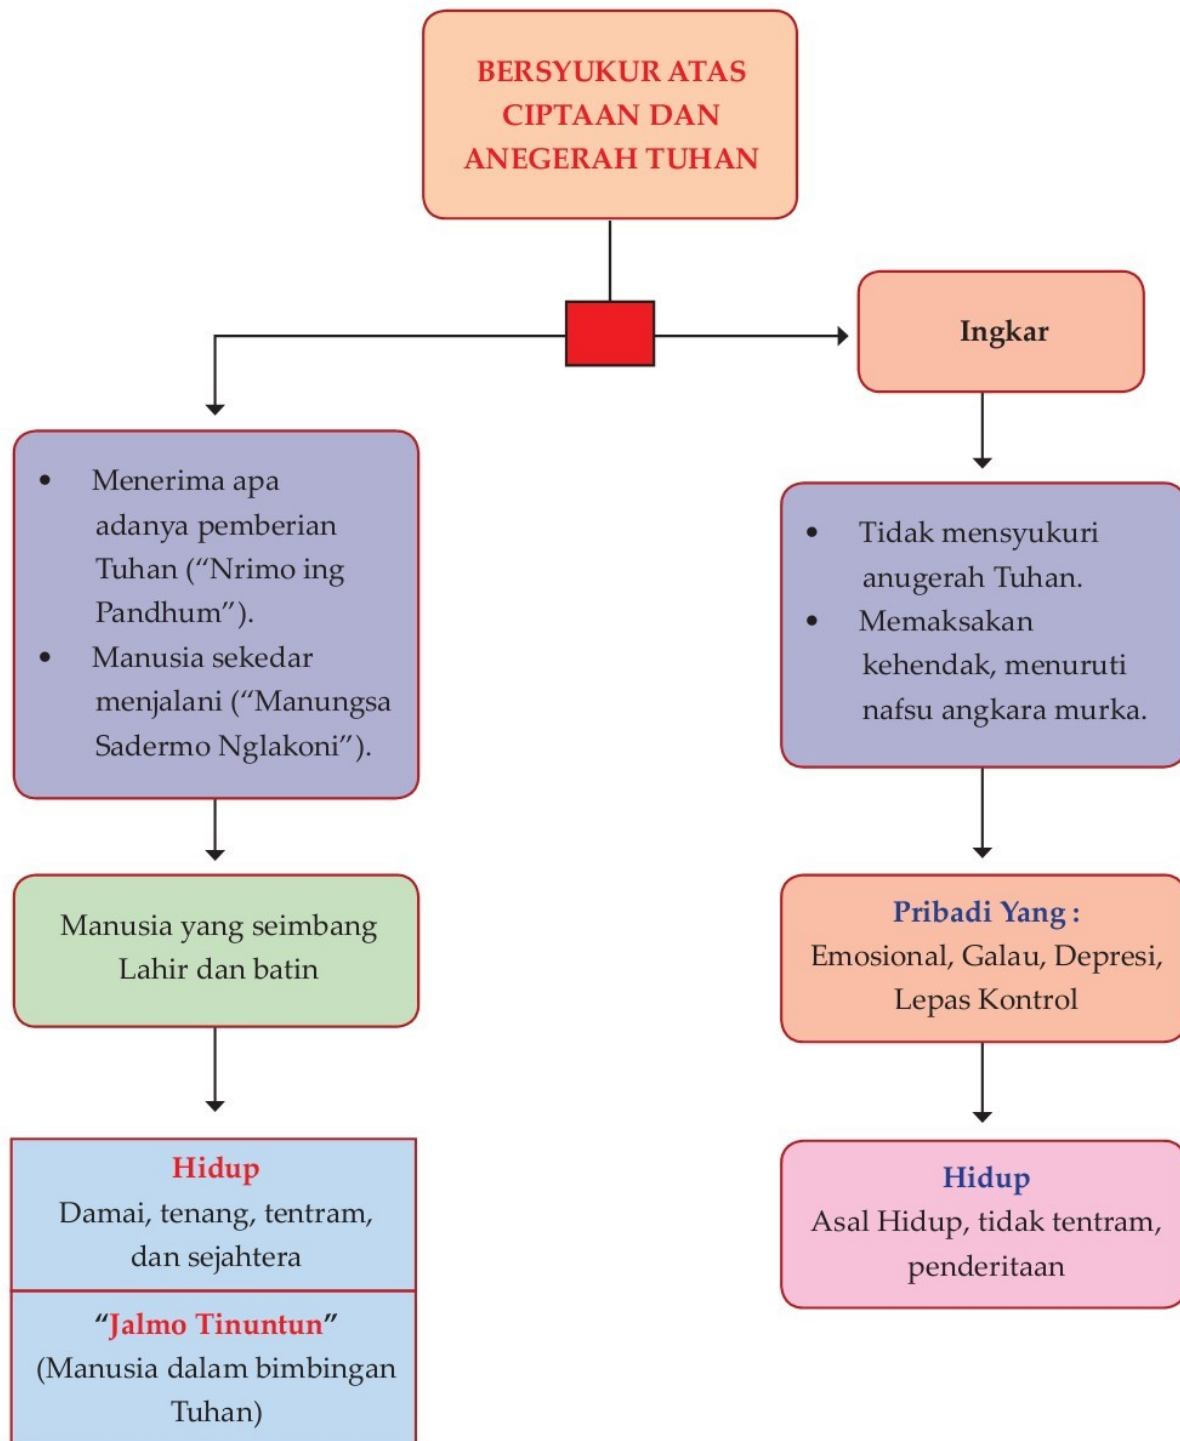 BERSYUKUR ATAS
CIPTAAN DAN
ANEGERAH TUHAN
• Menerima apa
adanya pemberian
Tuhan (“Nrimo ing
Pandhum”).
• Manusia sekedar
menjalani (“Manungsa
Sadermo Nglakoni”).
Manusia yang seimbang
Lahir dan batin
Hidup
Damai, tenang, tentram,
dan sejahtera
“Jalmo Tinuntun”
(Manusia dalam bimbingan
Tuhan)
Ingkar
• Tidak mensyukuri
anugerah Tuhan.
• Memaksakan
kehendak, menuruti
nafsu angkara murka.
Pribadi Yang :
Emosional, Galau, Depresi,
Lepas Kontrol
Hidup
Asal Hidup, tidak tentram,
penderitaan